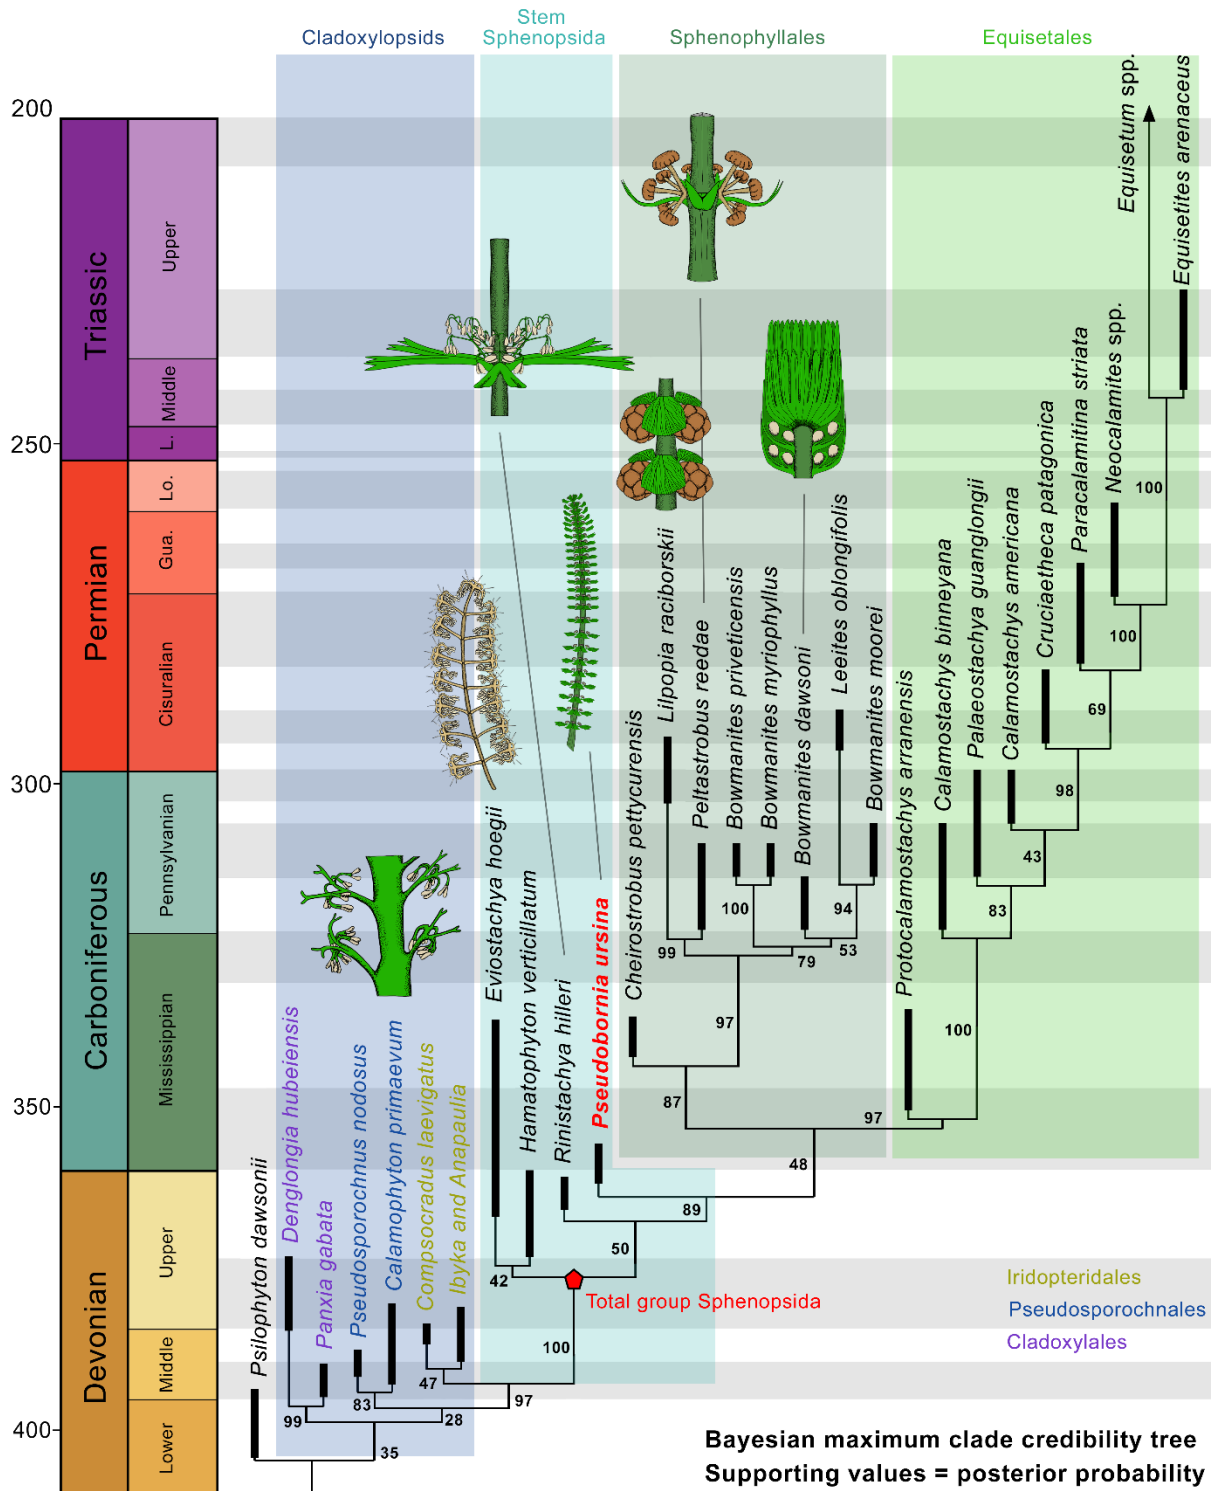 Cladoxylopsids
Stem
Sphenopsida
Sphenophyllales
Equisetales
200
250
300
350
400
Triassic
Upper
Middle
L.
Permian
Lo.
Gua.
Cisuralian
Carboniferous
Pennsylvanian
Mississippian
Devonian
Upper
Middle
Lower
Psilophyton dawsonii
Denglongia hubeiensis
Panxia gabata
Pseudosporochnus nodosus
Calamophyton primaevum
Compsocradus laevigatus
Ibyka and Anapaulia
Eviostachya hoegii
Hamatophyton verticillatum
Rinistachya hilleri
Pseudobornia ursina
Cheirostrobus pettycurensis
Lilpopia raciborskii
Peltastrobus reedae
Bowmanites priveticensis
Bowmanites myriophyllus
Bowmanites dawsoni
Leeites oblongifolis
Bowmanites moorei
Protocalamostachys arranensis
Calamostachys binneyana
Palaeostachya guanglongii
Calamostachys americana
Cruciaetheca patagonica
Paracalamitina striata
Neocalamites spp.
Equisetum spp.
Equisetites arenaceus
100
100
69
98
43
83
100
97
99
100
94
79
53
97
87
48
89
50
42
100
47
97
83
28
99
35
Total group Sphenopsida
Iridopteridales
Pseudosporochnales
Cladoxylales
Bayesian maximum clade credibility tree
Supporting values = posterior probability